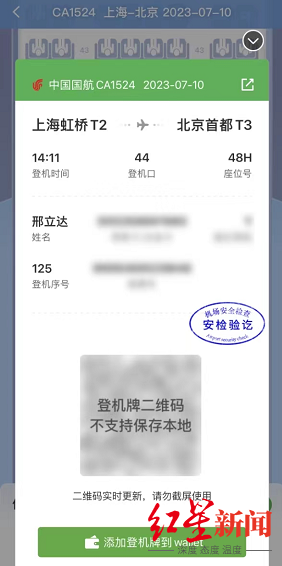 CA1524 上海–北京 2023-07-10
43
43
中国国航 CA1524 2023-07-10
上海虹桥 T2
北京首都 T3
14:11
44
48H
登机时间
登机口
座位号
邢立达
姓名
125
登机序号
机场安全检查
安检验讫
Airport security check
登机牌二维码
不支持保存本地
二维码实时更新，请勿截屏使用
添加登机牌到 wallet
红星新闻
深度 态度 温度